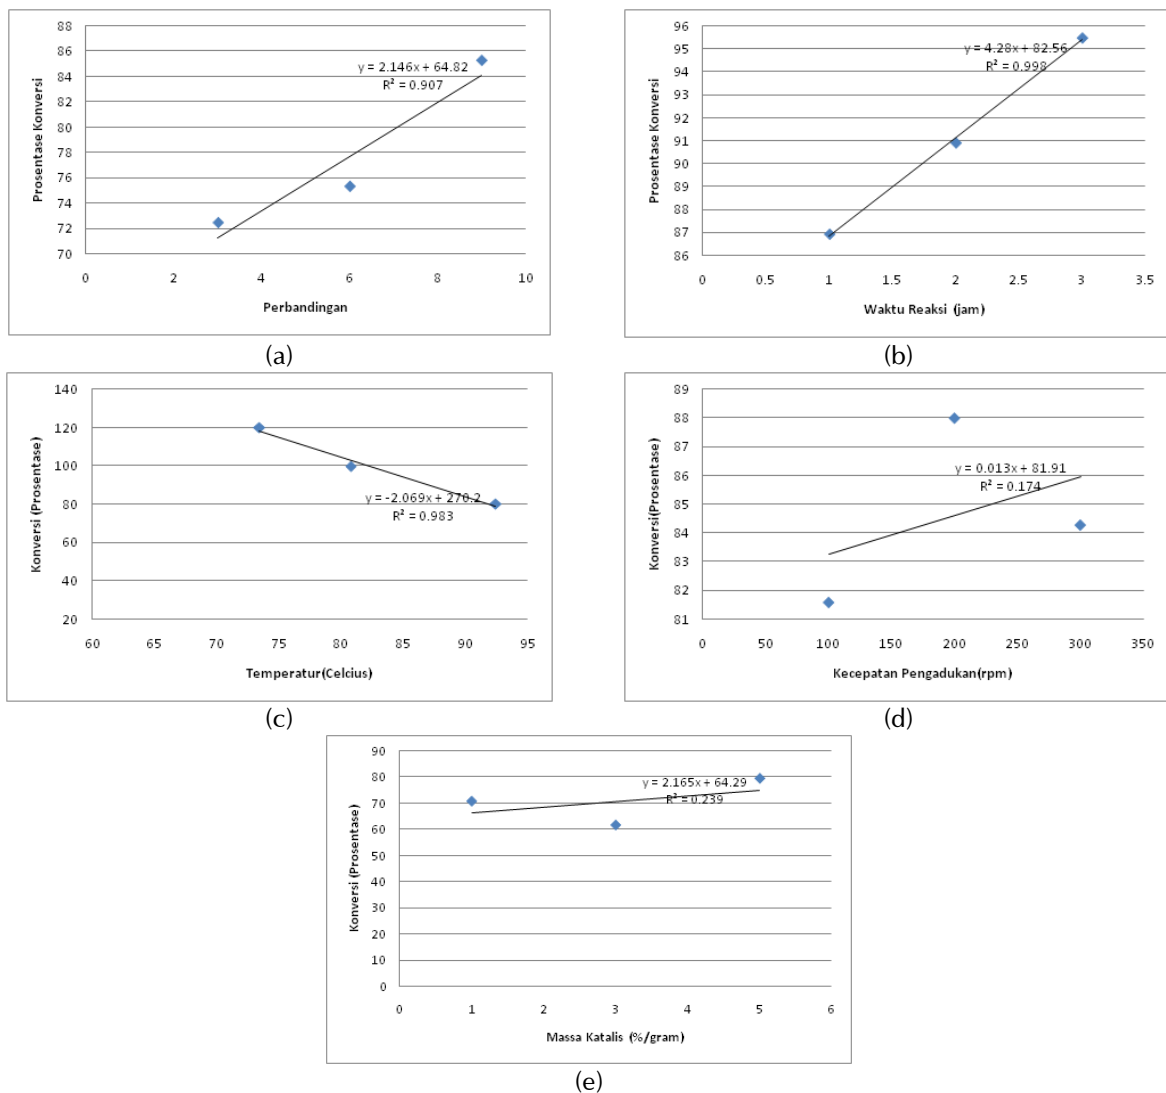 88
86
84
82
80
78
76
74
72
70
Prosentase Konversi
y = 2.146x + 64.82
R² = 0.907
0 2 4 6 8 10
Perbandingan
(a)
96
95
94
93
92
91
90
89
88
87
86
Prosentase Konversi
y = 4.28x + 82.56
R² = 0.998
0 0.5 1 1.5 2 2.5 3 3.5
Waktu Reaksi (jam)
(b)
140
120
100
80
60
40
20
Konversi (Prosentase)
y = -2.069x + 270.2
R² = 0.983
60 65 70 75 80 85 90 95
Temperatur(Celcius)
(c)
89
88
87
86
85
84
83
82
81
Konversi(Prosentase)
y = 0.013x + 81.91
R² = 0.174
0 50 100 150 200 250 300 350
Kecepatan Pengadukan(rpm)
(d)
90
80
70
60
50
40
30
20
10
0
Konversi (Prosentase)
y = 2.165x + 64.29
R² = 0.239
0 1 2 3 4 5 6
Massa Katalis (%/gram)
(e)